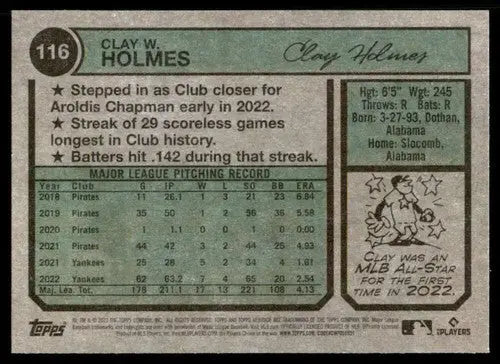 116
CLAY W.
HOLMES
Clay Holmes
★ Stepped in as Club closer for
Aroldis Chapman early in 2022.
★ Streak of 29 scoreless games
longest in Club history.
★ Batters hit .142 during that streak.
Hgt: 6'5" Wgt: 245
Throws: R Bats: R
Born: 3-27-93, Dothan,
Alabama
Home: Slocomb,
Alabama
MAJOR LEAGUE PITCHING RECORD
Year Club G IP W L SO BB ERA
2018 Pirates 11 26.1 1 3 21 23 6.84
2019 Pirates 35 50 1 2 56 36 5.58
2020 Pirates 1 1.1 0 0 1 0 0.00
2021 Pirates 44 42 3 2 44 25 4.93
2021 Yankees 25 28 5 2 34 4 1.61
2022 Yankees 62 63.2 7 4 65 20 2.54
Maj. Lea. Tot. 178 211.1 17 13 221 108 4.13
CLAY WAS AN
MLB ALL-STAR
FOR THE FIRST
TIME IN 2022.
TOPPS
MLB
PLAYERS